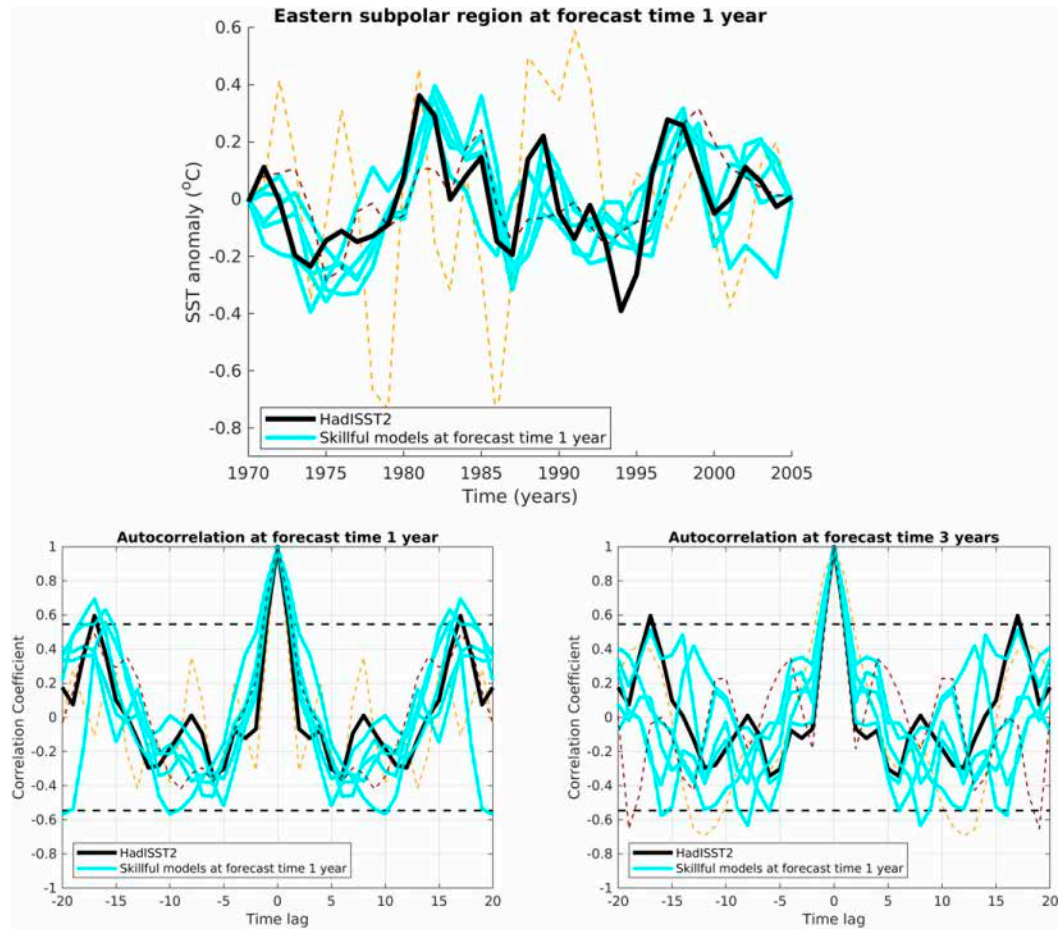 Eastern subpolar region at forecast time 1 year
SST anomaly (°C)
0.6
0.4
0.2
0
-0.2
-0.4
-0.6
-0.8
HadISST2
Skillful models at forecast time 1 year
1970 1975 1980 1985 1990 1995 2000 2005
Time (years)
Autocorrelation at forecast time 1 year
Correlation Coefficient
1
0.8
0.6
0.4
0.2
0
-0.2
-0.4
-0.6
-0.8
-1
HadISST2
Skillful models at forecast time 1 year
-20 -15 -10 -5 0 5 10 15 20
Time lag
Autocorrelation at forecast time 3 years
Correlation Coefficient
1
0.8
0.6
0.4
0.2
0
-0.2
-0.4
-0.6
-0.8
-1
HadISST2
Skillful models at forecast time 1 year
-20 -15 -10 -5 0 5 10 15 20
Time lag